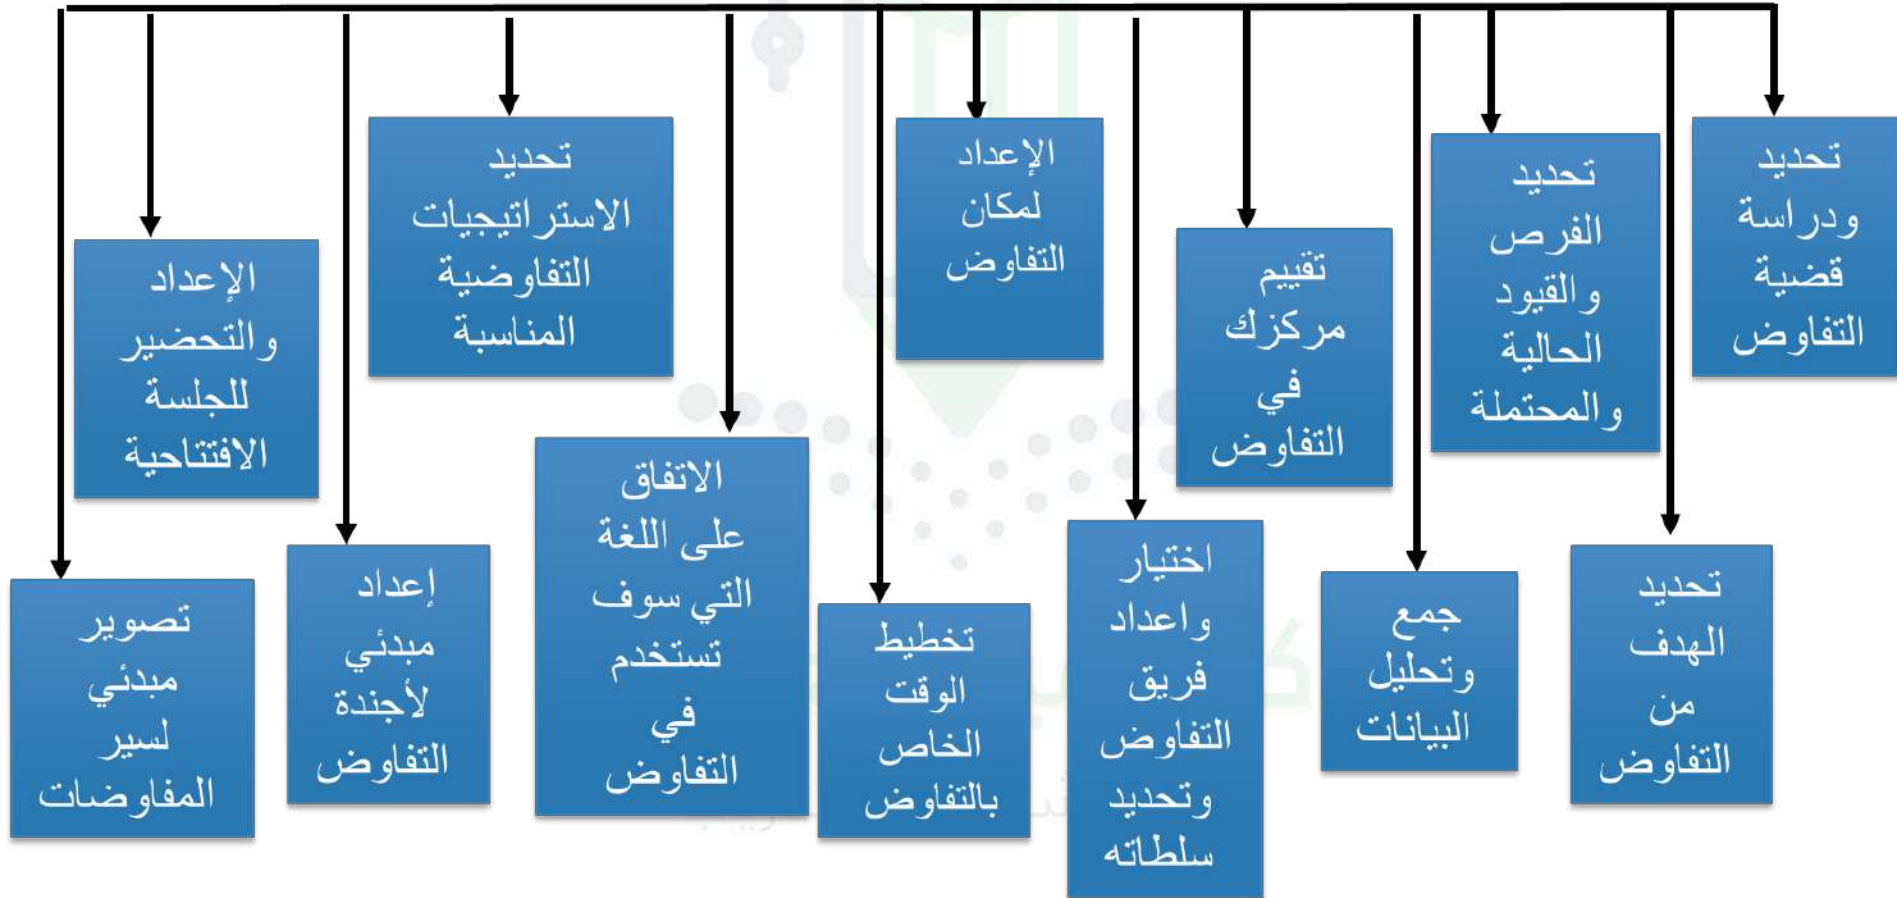 تحديد
ودراسة
قضية
التفاوض
تحديد
الهدف
من
التفاوض
تحديد
الفرص
والقيود
الحالية
والمحتملة
جمع
وتحليل
البيانات
تقييم
مركزك
في
التفاوض
اختيار
واعداد
فريق
التفاوض
وتحديد
سلطاته
الإعداد
لمكان
التفاوض
تخطيط
الوقت
الخاص
بالتفاوض
الاتفاق
على اللغة
التي سوف
تستخدم
في
التفاوض
تحديد
الاستراتيجيات
التفاوضية
المناسبة
إعداد
مبدئي
لأجندة
التفاوض
الإعداد
والتحضير
للجلسة
الافتتاحية
تصوير
مبدئي
لسير
المفاوضات